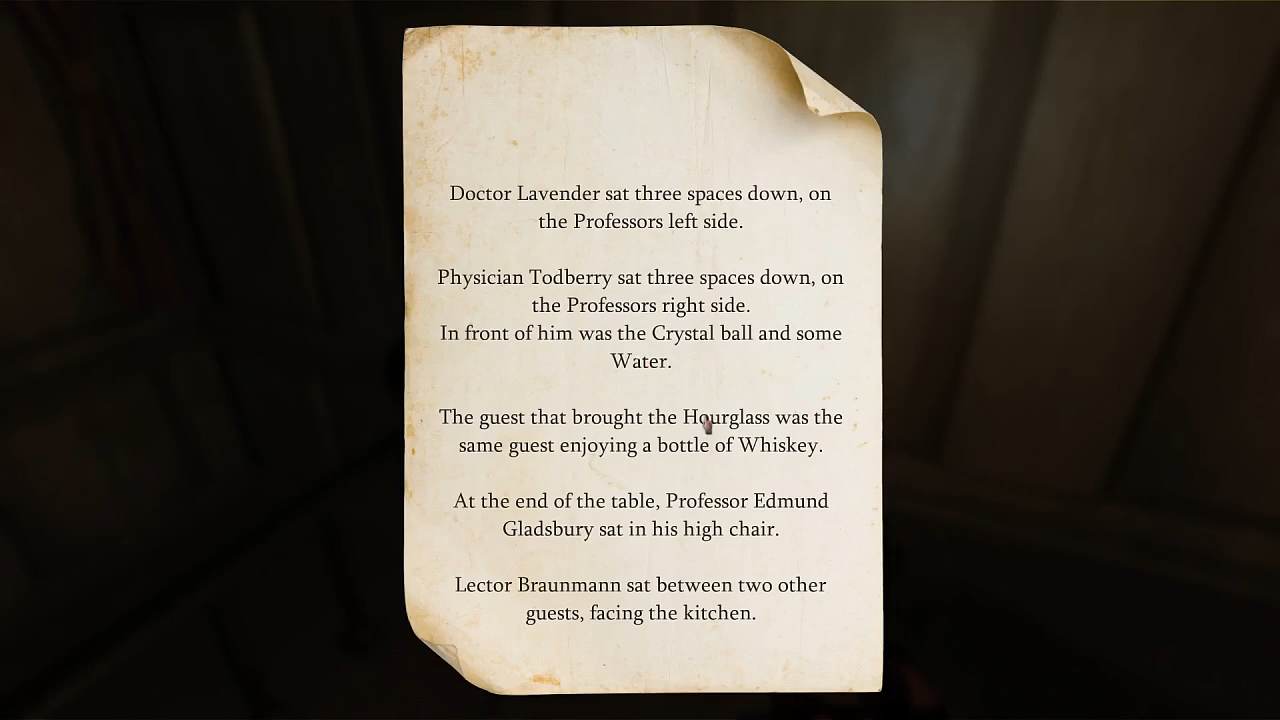 Doctor Lavender sat three spaces down, on
the Professors left side.
Physician Todberry sat three spaces down, on
the Professors right side.
In front of him was the Crystal ball and some
Water.
The guest that brought the Hourglass was the
same guest enjoying a bottle of Whiskey.
At the end of the table, Professor Edmund
Gladsbury sat in his high chair.
Lector Braunmann sat between two other
guests, facing the kitchen.